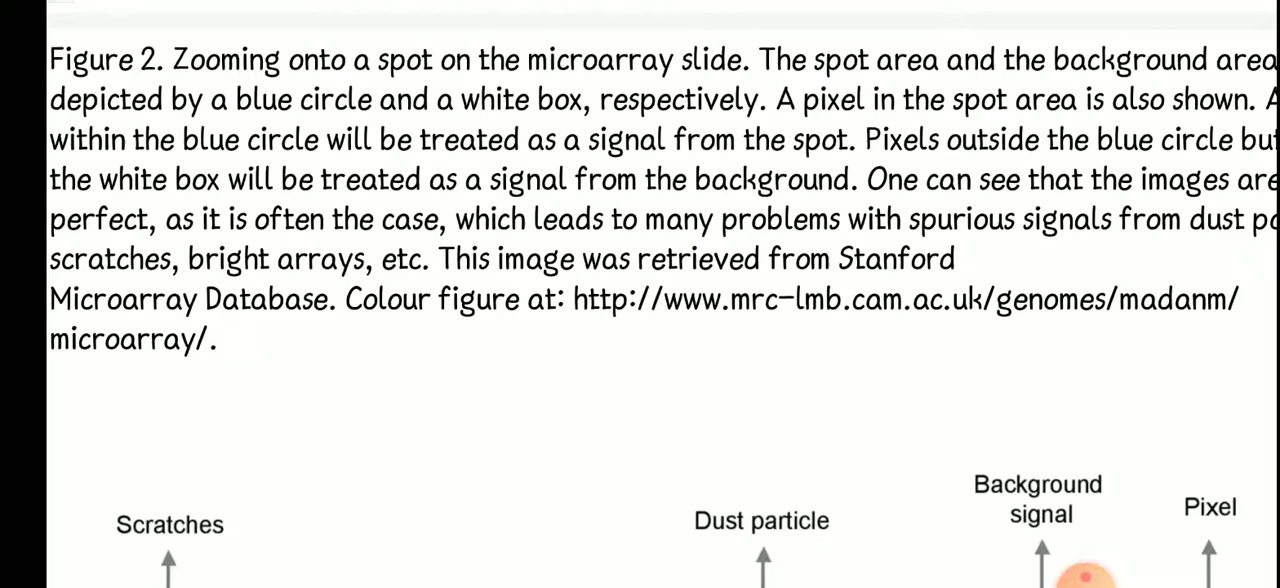 Figure 2. Zooming onto a spot on the microarray slide. The spot area and the background area
depicted by a blue circle and a white box, respectively. A pixel in the spot area is also shown.
within the blue circle will be treated as a signal from the spot. Pixels outside the blue circle
the white box will be treated as a signal from the background. One can see that the images are
perfect, as it is often the case, which leads to many problems with spurious signals from dust
scratches, bright arrays, etc. This image was retrieved from Stanford
Microarray Database. Colour figure at: http://www.mrc-lmb.cam.ac.uk/genomes/madanm/
microarray/.
Background
signal
Pixel
Scratches
Dust particle